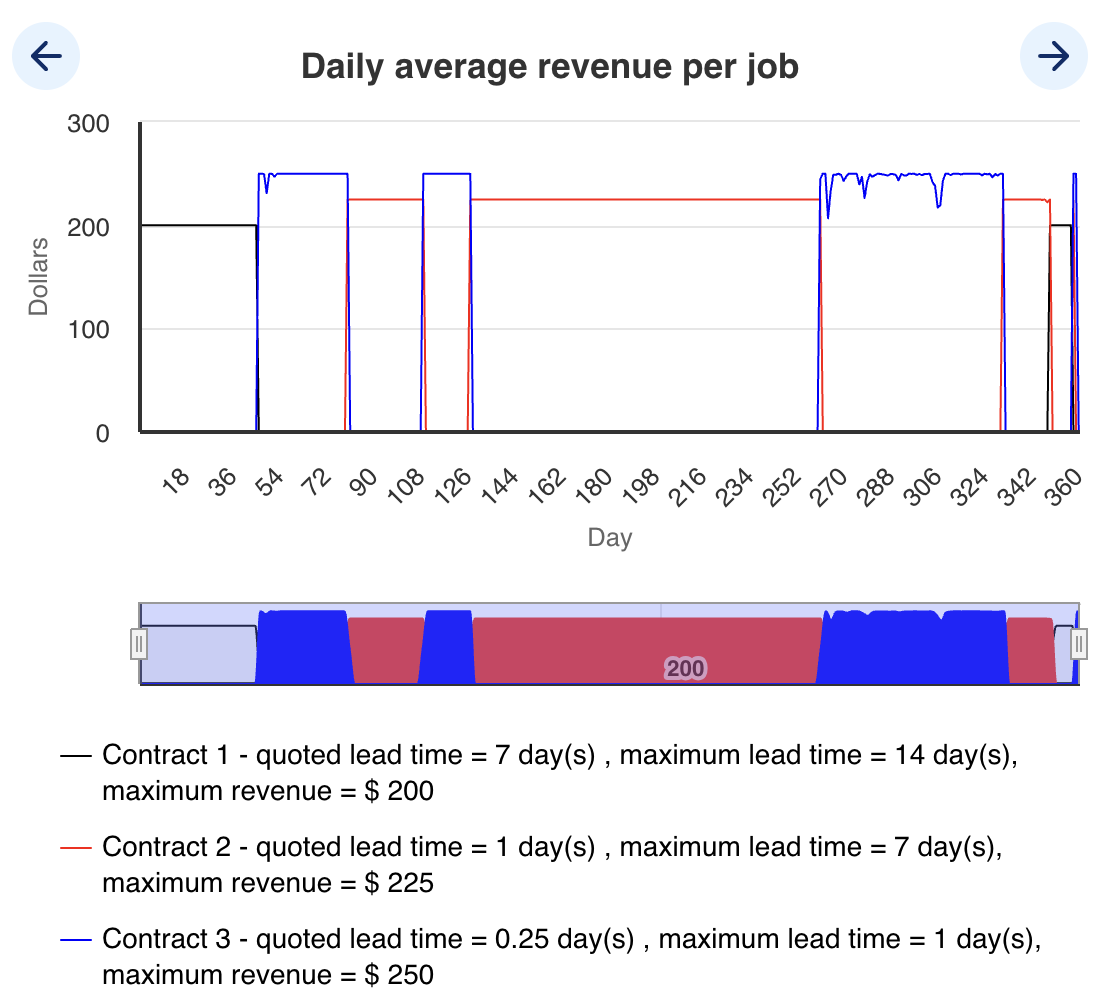 Daily average revenue per job
300
200
100
0
Dollars
18 36 54 72 90 108 126 144 162 180 198 216 234 252 270 288 306 324 342 360
Day
200
Contract 1 - quoted lead time = 7 day(s) , maximum lead time = 14 day(s),
maximum revenue = $ 200
Contract 2 - quoted lead time = 1 day(s) , maximum lead time = 7 day(s),
maximum revenue = $ 225
Contract 3 - quoted lead time = 0.25 day(s) , maximum lead time = 1 day(s),
maximum revenue = $ 250